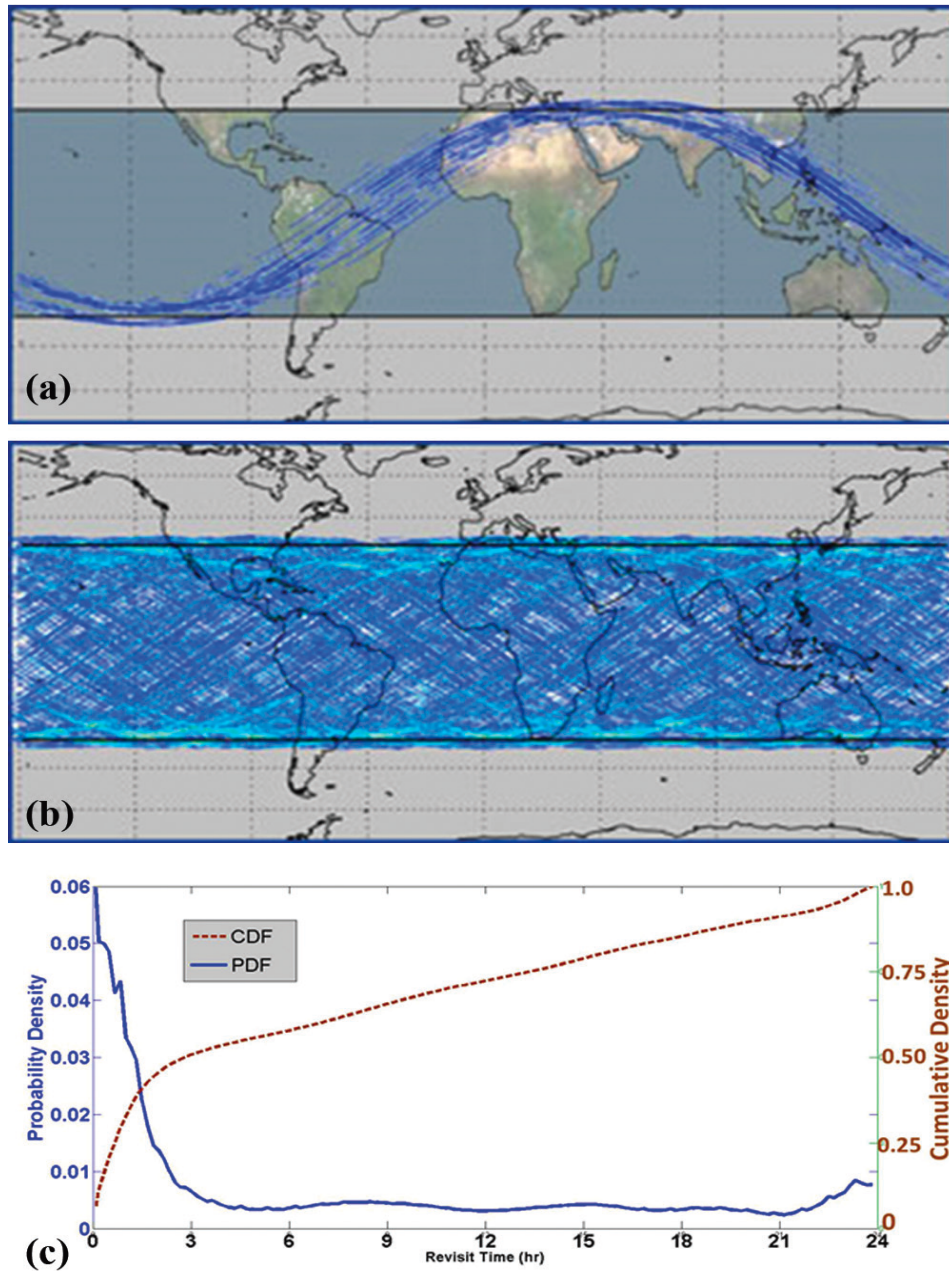 (a)
(b)
0.06
0.05
0.04
0.03
0.02
0.01
0
Probability Density
CDF
PDF
1.0
0.75
0.50
0.25
0
Cumulative Density
0 3 6 9 12 15 18 21 24
Revisit Time (hr)
(c)